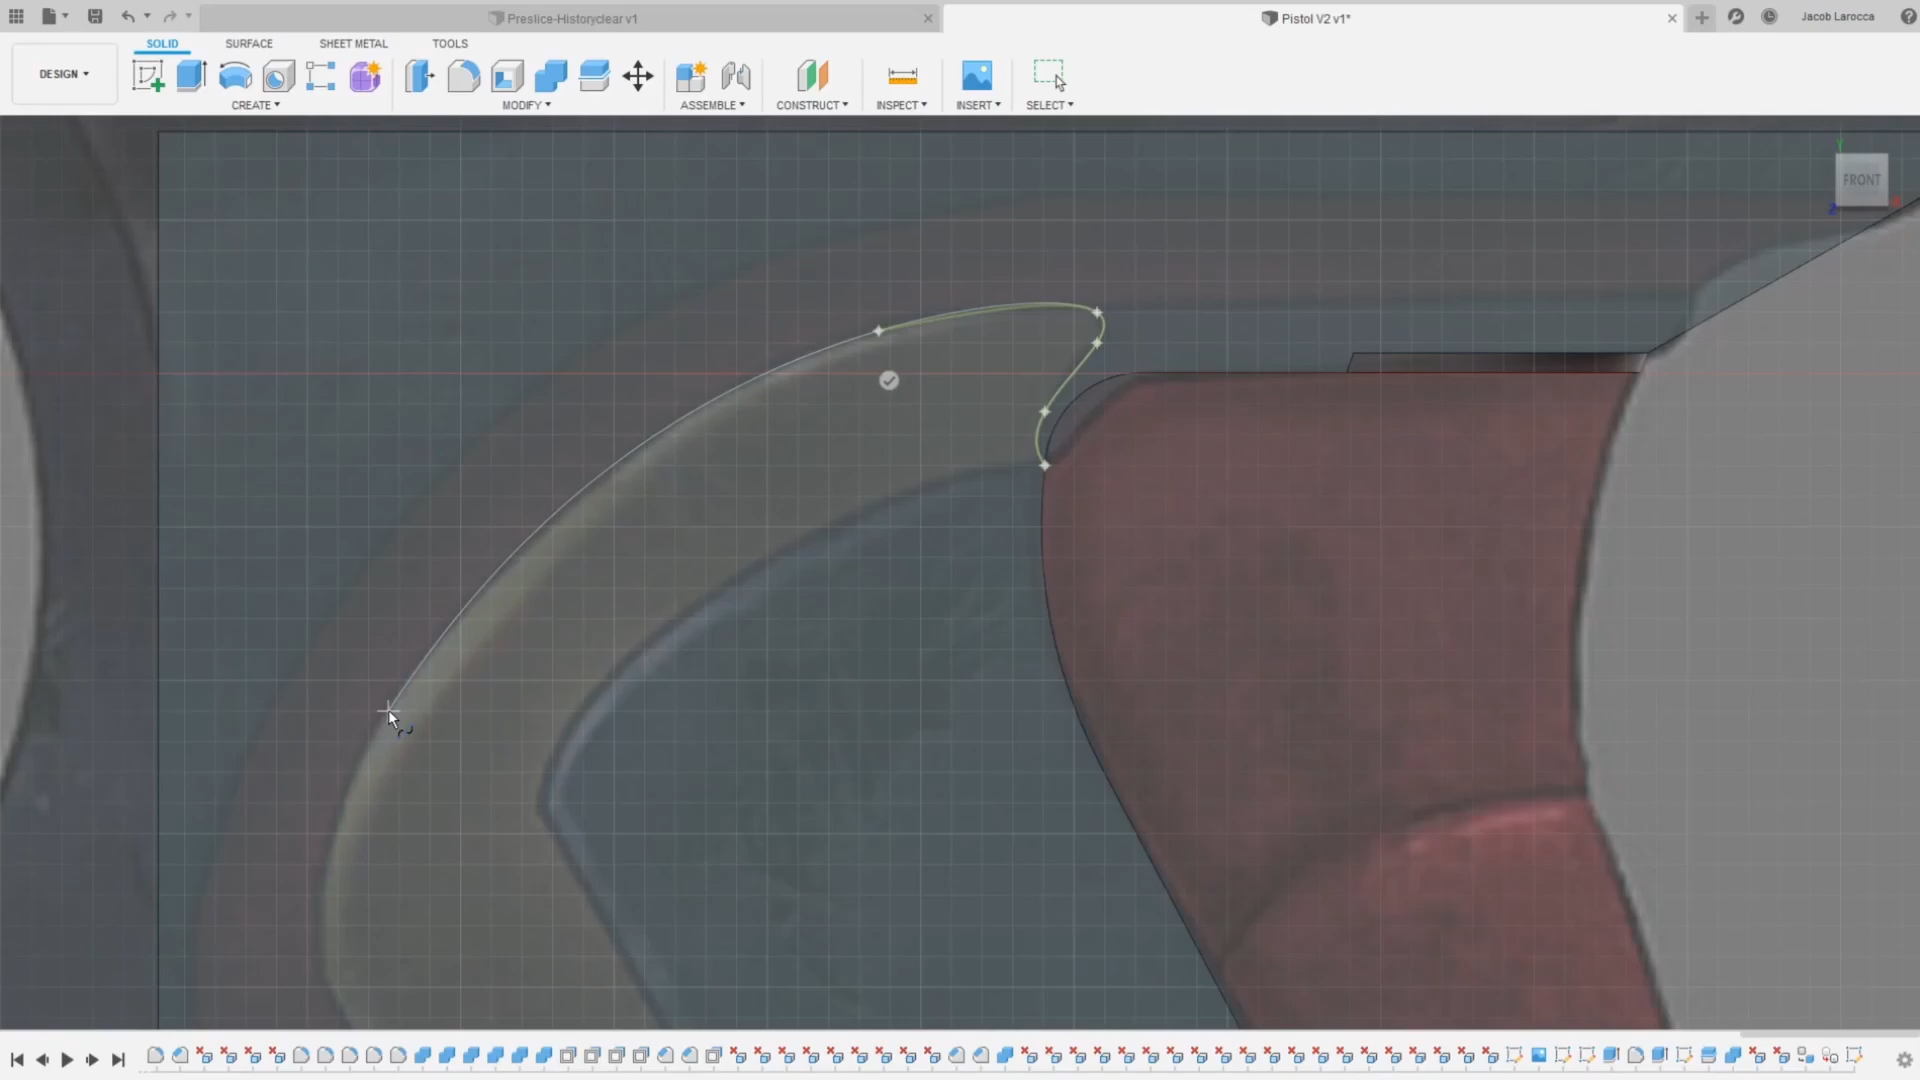 Preslice-Historyclear v1
Pistol V2 v1*
Jacob Larocca
SOLID
SURFACE
SHEET METAL
TOOLS
DESIGN
CREATE
MODIFY
ASSEMBLE
CONSTRUCT
INSPECT
INSERT
SELECT
Y
FRONT
Z